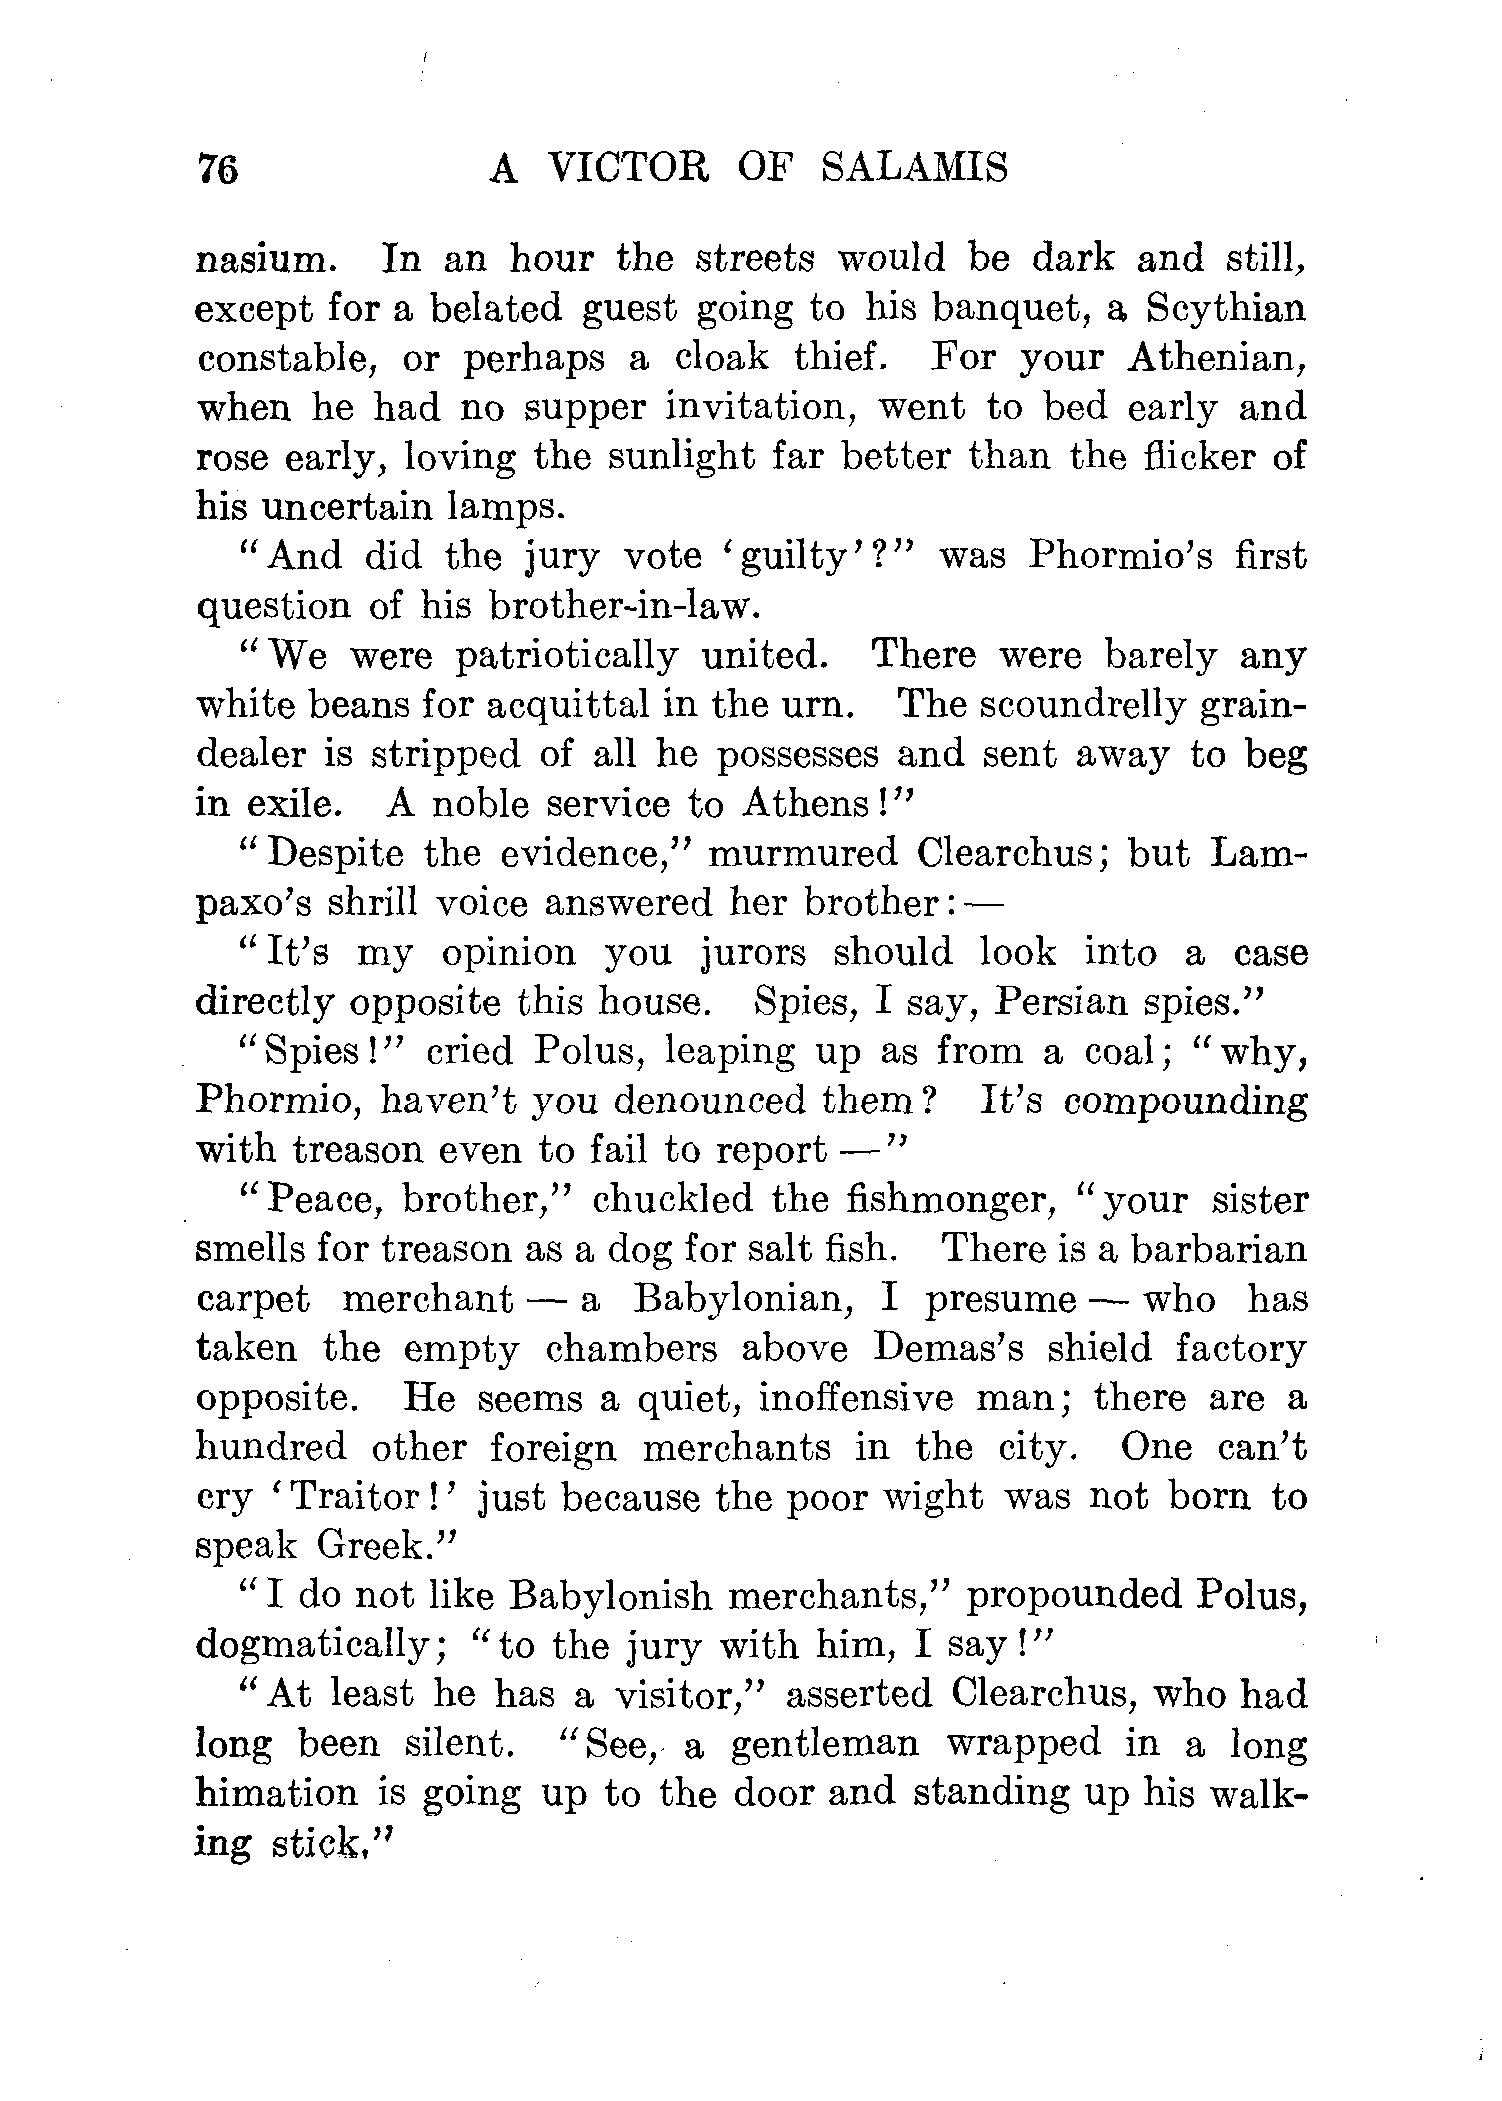 76 A VICTOR OF SALAMIS
nasium. In an hour the streets would be dark and still,
except for a belated guest going to his banquet, a Scythian
constable, or perhaps a cloak thief. For your Athenian,
when he had no supper invitation, went to bed early and
rose early, loving the sunlight far better than the flicker of
his uncertain lamps.
"And did the jury vote 'guilty'?" was Phormio's first
question of his brother-in-law.
"We were patriotically united. There were barely any
white beans for acquittal in the urn. The scoundrelly grain-
dealer is stripped of all he possesses and sent away to beg
in exile. A noble service to Athens!"
"Despite the evidence," murmured Clearchus; but Lam-
paxo's shrill voice answered her brother:—
"It's my opinion you jurors should look into a case
directly opposite this house. Spies, I say, Persian spies."
"Spies!" cried Polus, leaping up as from a coal; "why,
Phormio, haven't you denounced them? It's compounding
with treason even to fail to report —"
"Peace, brother," chuckled the fishmonger, "your sister
smells for treason as a dog for salt fish. There is a barbarian
carpet merchant — a Babylonian, I presume — who has
taken the empty chambers above Demas's shield factory
opposite. He seems a quiet, inoffensive man; there are a
hundred other foreign merchants in the city. One can't
cry 'Traitor!' just because the poor wight was not born to
speak Greek."
"I do not like Babylonish merchants," propounded Polus,
dogmatically; "to the jury with him, I say!"
"At least he has a visitor," asserted Clearchus, who had
long been silent. "See, a gentleman wrapped in a long
himation is going up to the door and standing up his walk-
ing stick."